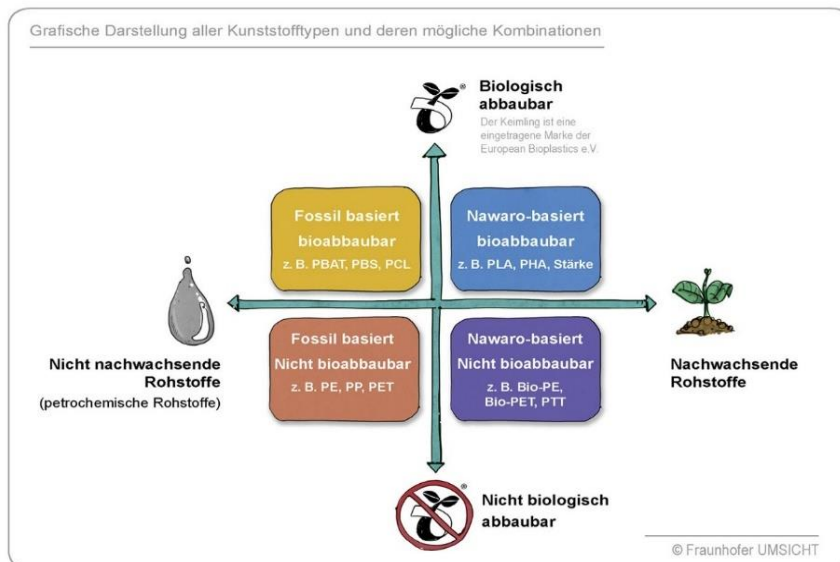 Grafische Darstellung aller Kunststofftypen und deren mögliche Kombinationen
®
Biologisch
abbaubar
Der Keimling ist eine
eingetragene Marke der
European Bioplastics e.V.
Fossil basiert
bioabbaubar
z. B. PBAT, PBS, PCL
Nawaro-basiert
bioabbaubar
z. B. PLA, PHA, Stärke
Nicht nachwachsende
Rohstoffe
(petrochemische Rohstoffe)
Fossil basiert
Nicht bioabbaubar
z. B. PE, PP, PET
Nawaro-basiert
Nicht bioabbaubar
z. B. Bio-PE,
Bio-PET, PTT
Nachwachsende
Rohstoffe
®
Nicht biologisch
abbaubar
© Fraunhofer UMSICHT